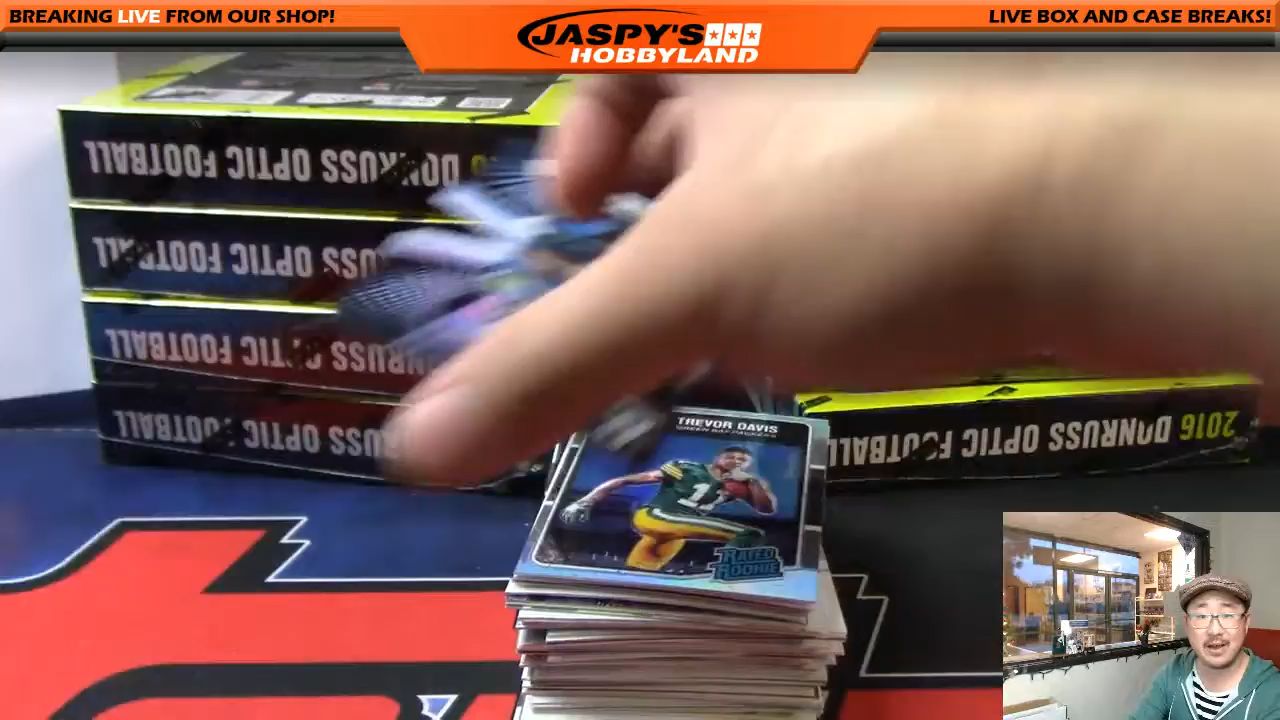 BREAKING LIVE FROM OUR SHOP!
JASPY'S
HOBBYLAND
LIVE BOX AND CASE BREAKS!
DONRUSS OPTIC FOOTBALL
OPTIC FOOTBALL
OPTIC FOOTBALL
OPTIC FOOTBALL
2016 DONRUSS OPTIC FOOTBALL
TREVOR DAVIS
GREEN BAY PACKERS
RATED
ROOKIE